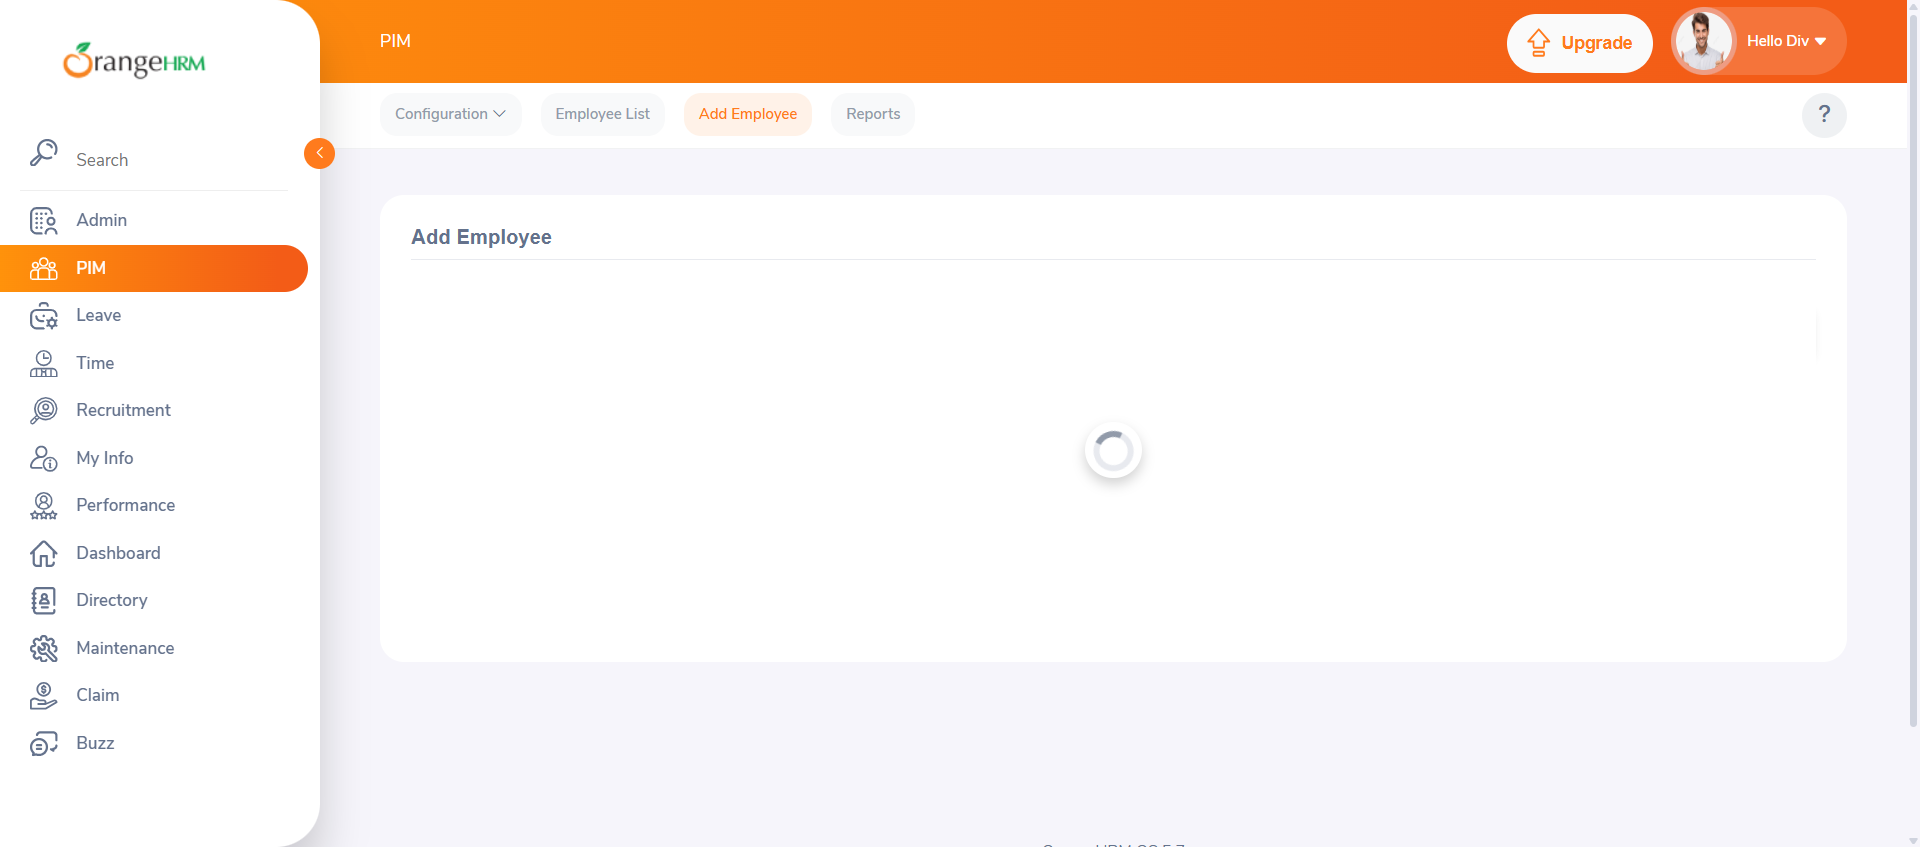 OrangeHRM
Search
Admin
PIM
Leave
Time
Recruitment
My Info
Performance
Dashboard
Directory
Maintenance
Claim
Buzz
PIM
Upgrade
Hello Div
Configuration
Employee List
Add Employee
Reports
?
Add Employee